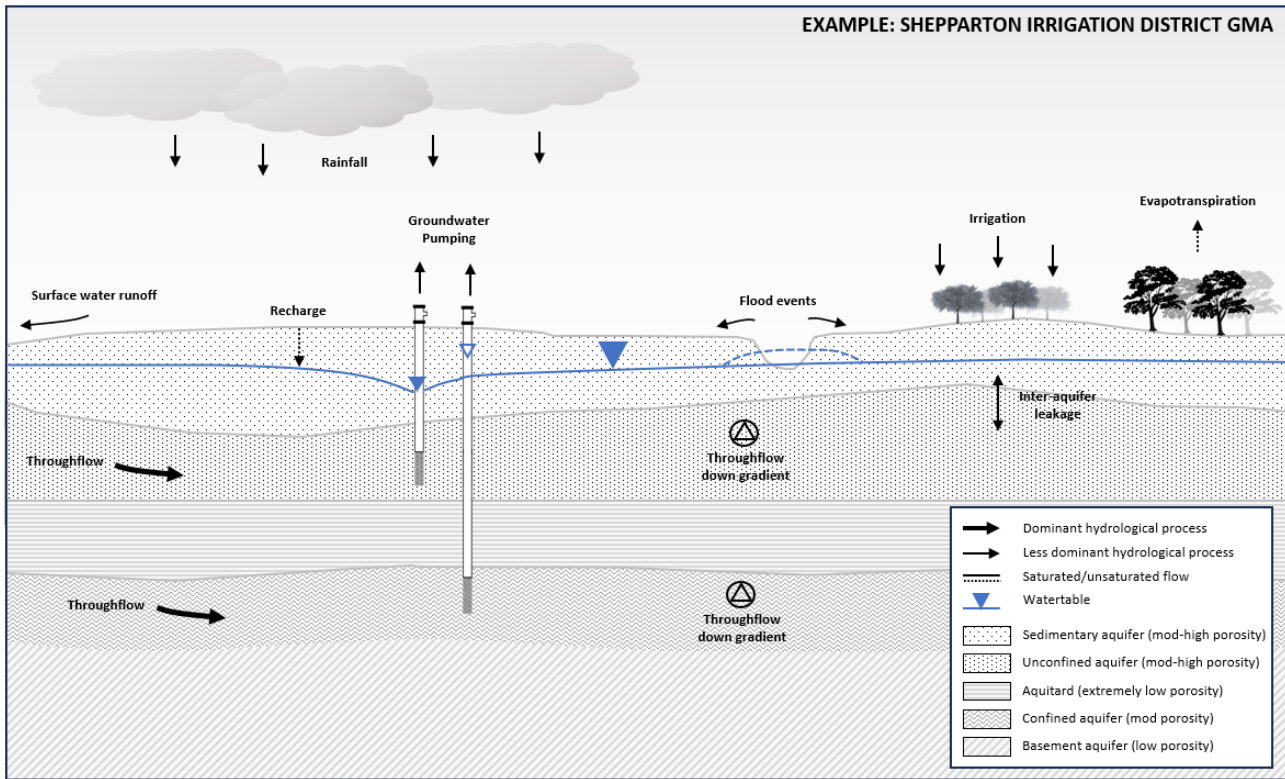 EXAMPLE: SHEPPARTON IRRIGATION DISTRICT GMA
Rainfall
Groundwater
Pumping
Irrigation
Evapotranspiration
Surface water runoff
Recharge
Flood events
Inter-aquifer
leakage
Throughflow
Throughflow
down gradient
Throughflow
Throughflow
down gradient
Dominant hydrological process
Less dominant hydrological process
Saturated/unsaturated flow
Watertable
Sedimentary aquifer (mod-high porosity)
Unconfined aquifer (mod-high porosity)
Aquitard (extremely low porosity)
Confined aquifer (mod porosity)
Basement aquifer (low porosity)